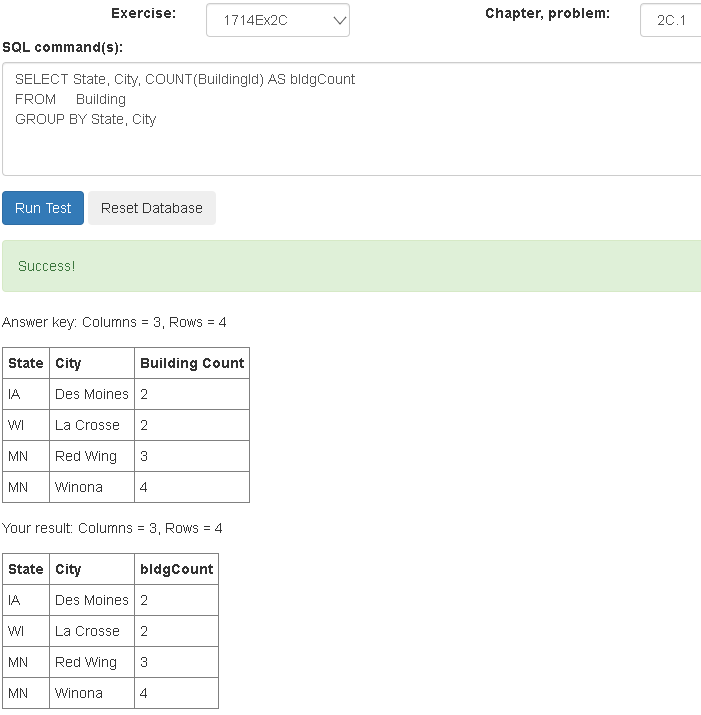 Exercise: 1714Ex2C Chapter, problem: 2C.1
SQL command(s):
SELECT State, City, COUNT(BuildingId) AS bldgCount
FROM Building
GROUP BY State, City
Run Test Reset Database
Success!
Answer key: Columns = 3, Rows = 4
State City Building Count
IA Des Moines 2
WI La Crosse 2
MN Red Wing 3
MN Winona 4
Your result: Columns = 3, Rows = 4
State City bldgCount
IA Des Moines 2
WI La Crosse 2
MN Red Wing 3
MN Winona 4